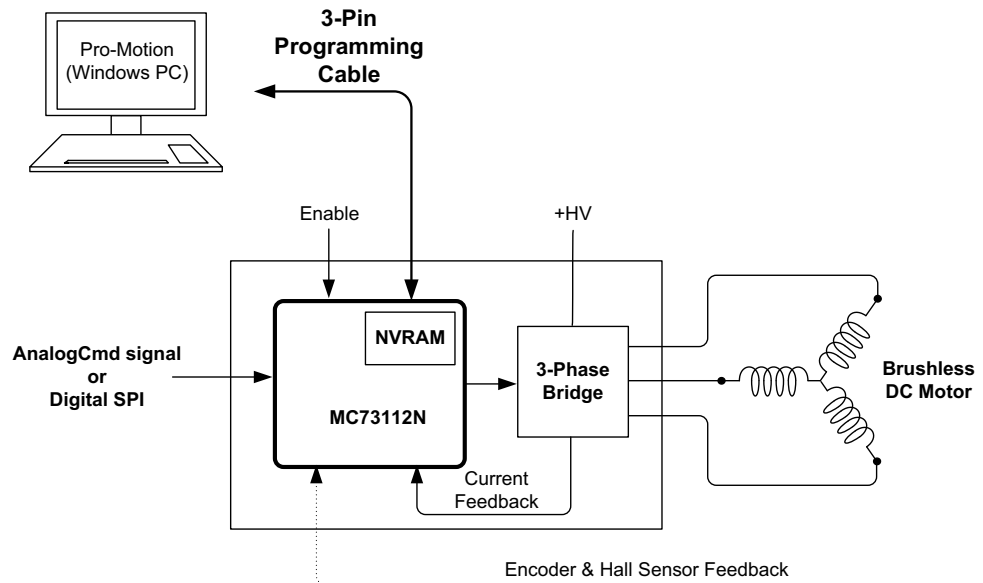 3-Pin
Programming
Cable
Pro-Motion
(Windows PC)
Enable
+HV
AnalogCmd signal
or
Digital SPI
NVRAM
MC73112N
3-Phase
Bridge
Brushless
DC Motor
Current
Feedback
Encoder & Hall Sensor Feedback